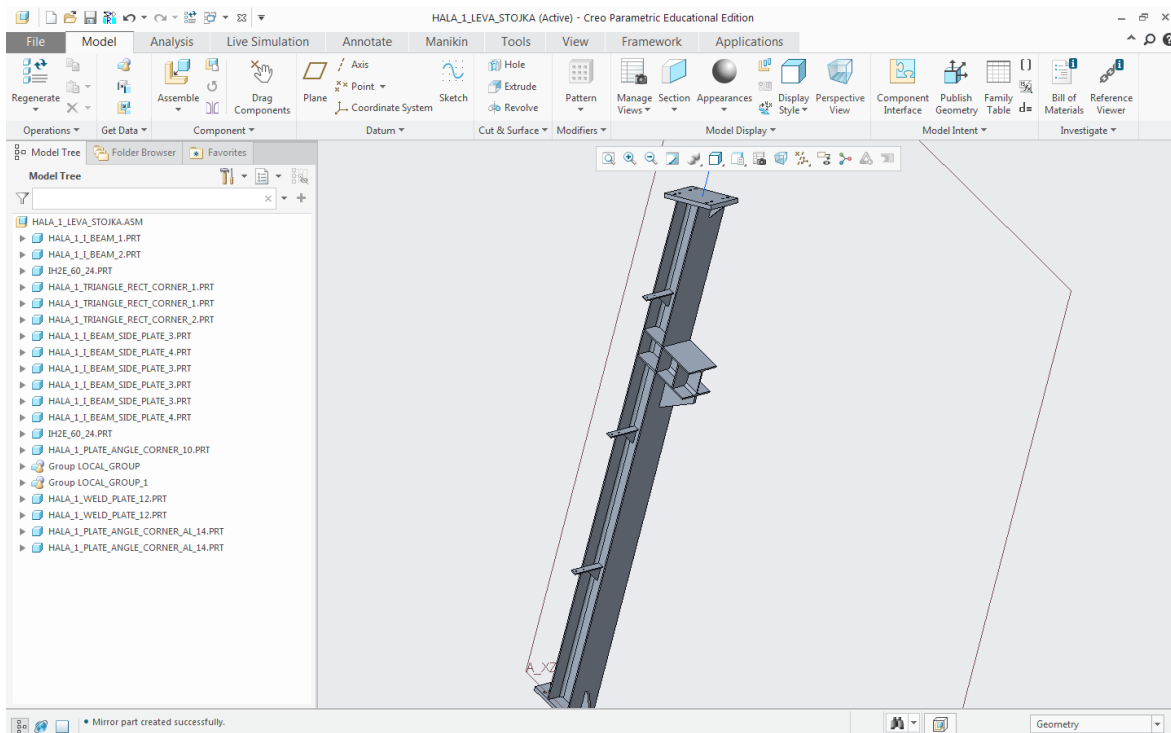 HALA_1_LEVA_STOJKA (Active) - Creo Parametric Educational Edition
File Model Analysis Live Simulation Annotate Manikin Tools View Framework Applications
Regenerate
Assemble
Drag Components
Plane
Axis
Point
Coordinate System
Sketch
Hole
Extrude
Revolve
Pattern
Manage Views
Section
Appearances
Display Style
Perspective View
Component Interface
Publish Geometry
Family Table
d=
Bill of Materials
Reference Viewer
Operations Get Data Component Datum Cut & Surface Modifiers Model Display Model Intent Investigate
Model Tree Folder Browser Favorites
Model Tree
HALA_1_LEVA_STOJKA.ASM
HALA_1_I_BEAM_1.PRT
HALA_1_I_BEAM_2.PRT
IH2E_60_24.PRT
HALA_1_TRIANGLE_RECT_CORNER_1.PRT
HALA_1_TRIANGLE_RECT_CORNER_1.PRT
HALA_1_TRIANGLE_RECT_CORNER_2.PRT
HALA_1_I_BEAM_SIDE_PLATE_3.PRT
HALA_1_I_BEAM_SIDE_PLATE_4.PRT
HALA_1_I_BEAM_SIDE_PLATE_3.PRT
HALA_1_I_BEAM_SIDE_PLATE_3.PRT
HALA_1_I_BEAM_SIDE_PLATE_3.PRT
HALA_1_I_BEAM_SIDE_PLATE_4.PRT
IH2E_60_24.PRT
HALA_1_PLATE_ANGLE_CORNER_10.PRT
Group LOCAL_GROUP
Group LOCAL_GROUP_1
HALA_1_WELD_PLATE_12.PRT
HALA_1_WELD_PLATE_12.PRT
HALA_1_PLATE_ANGLE_CORNER_AL_14.PRT
HALA_1_PLATE_ANGLE_CORNER_AL_14.PRT
A_XZ
Mirror part created successfully.
Geometry